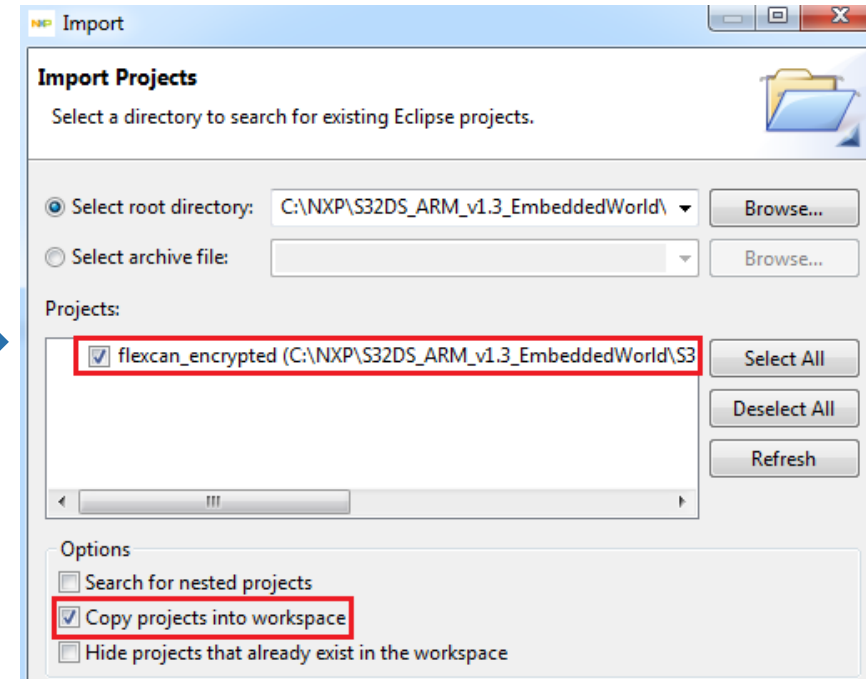 NXP Import
Import Projects
Select a directory to search for existing Eclipse projects.
Select root directory: C:\NXP\S32DS_ARM_v1.3_EmbeddedWorld\ Browse...
Select archive file: Browse...
Projects:
flexcan_encrypted (C:\NXP\S32DS_ARM_v1.3_EmbeddedWorld\S3 Select All
Deselect All
Refresh
Options
Search for nested projects
Copy projects into workspace
Hide projects that already exist in the workspace